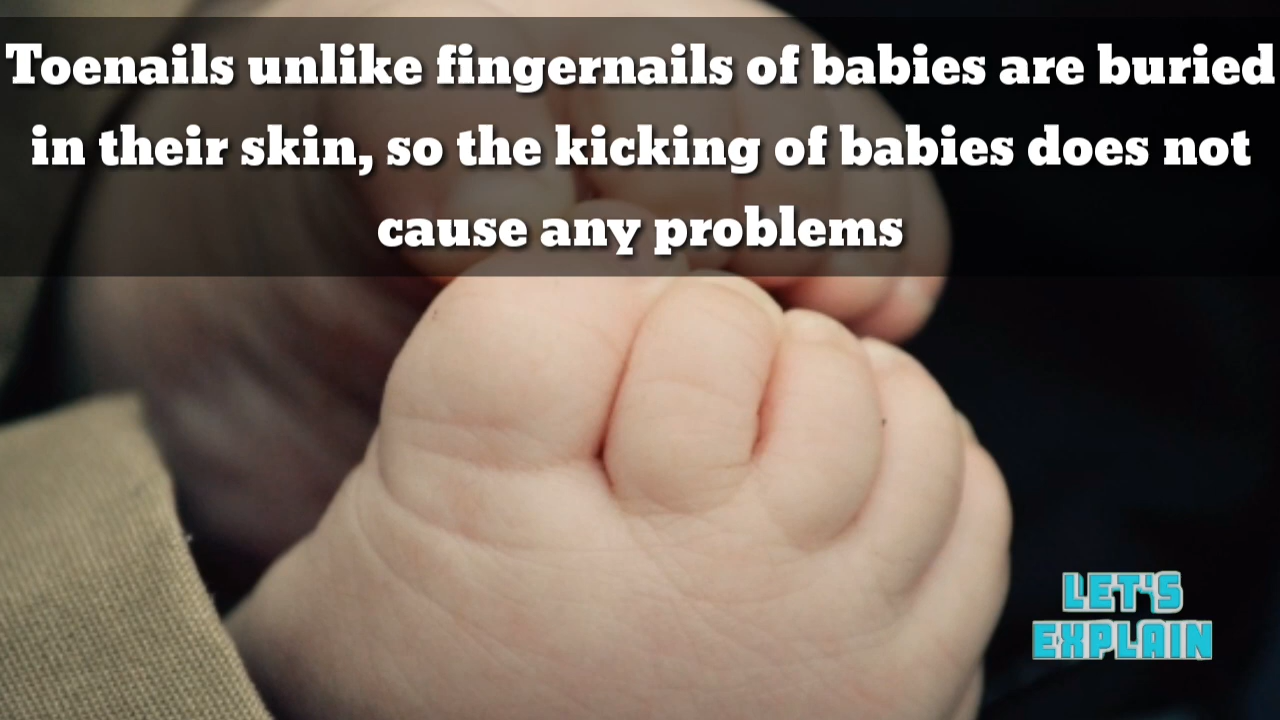 Toenails unlike fingernails of babies are buried
in their skin, so the kicking of babies does not
cause any problems
LET'S
EXPLAIN